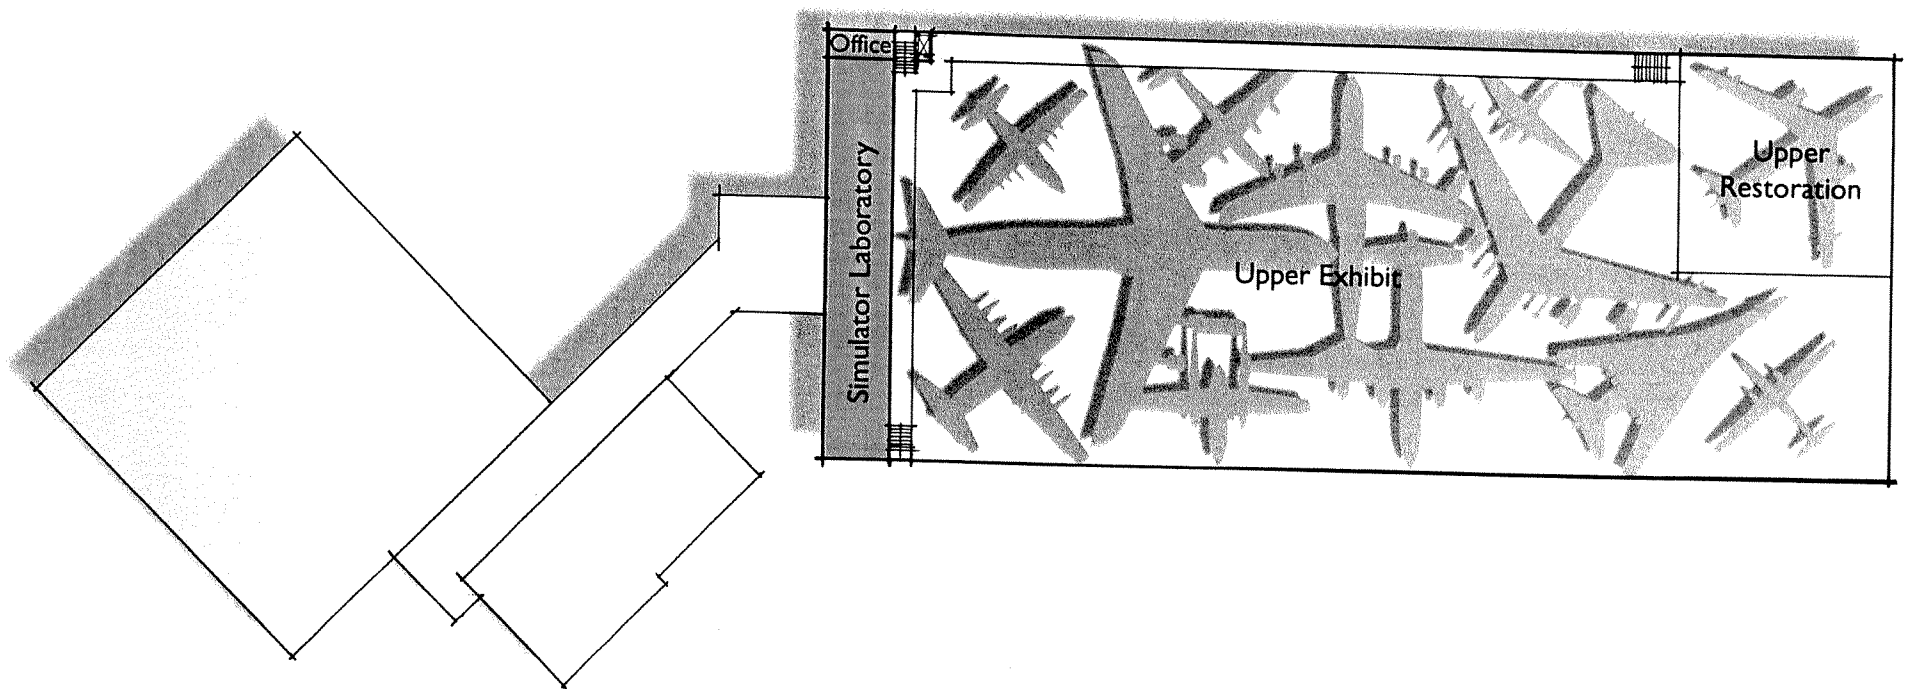 Office
Simulator Laboratory
Upper Exhibit
Upper
Restoration